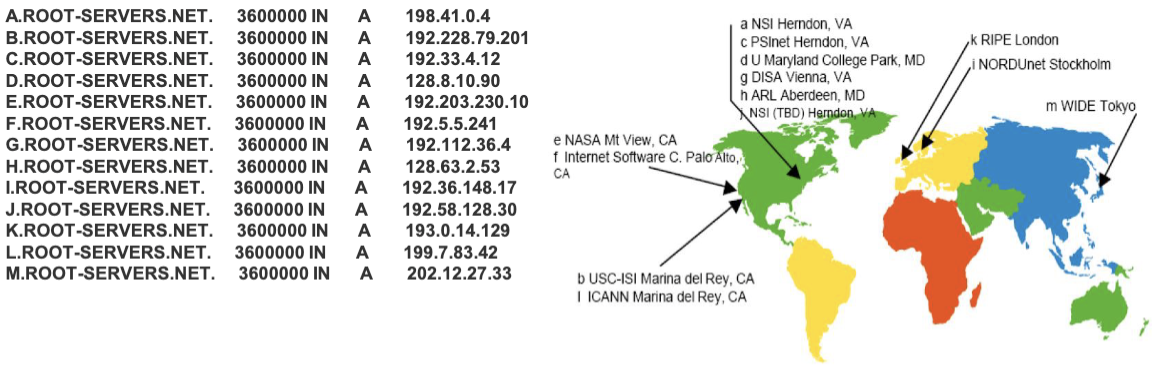 A.ROOT-SERVERS.NET. 3600000 IN A 198.41.0.4
B.ROOT-SERVERS.NET. 3600000 IN A 192.228.79.201
C.ROOT-SERVERS.NET. 3600000 IN A 192.33.4.12
D.ROOT-SERVERS.NET. 3600000 IN A 128.8.10.90
E.ROOT-SERVERS.NET. 3600000 IN A 192.203.230.10
F.ROOT-SERVERS.NET. 3600000 IN A 192.5.5.241
G.ROOT-SERVERS.NET. 3600000 IN A 192.112.36.4
H.ROOT-SERVERS.NET. 3600000 IN A 128.63.2.53
I.ROOT-SERVERS.NET. 3600000 IN A 192.36.148.17
J.ROOT-SERVERS.NET. 3600000 IN A 192.58.128.30
K.ROOT-SERVERS.NET. 3600000 IN A 193.0.14.129
L.ROOT-SERVERS.NET. 3600000 IN A 199.7.83.42
M.ROOT-SERVERS.NET. 3600000 IN A 202.12.27.33
a NSI Herndon, VA
c PSInet Herndon, VA
d U Maryland College Park, MD
g DISA Vienna, VA
h ARL Aberdeen, MD
j NSI (TBD) Herndon, VA
k RIPE London
i NORDUnet Stockholm
m WIDE Tokyo
e NASA Mt View, CA
f Internet Software C. Palo Alto,
CA
b USC-ISI Marina del Rey, CA
l ICANN Marina del Rey, CA